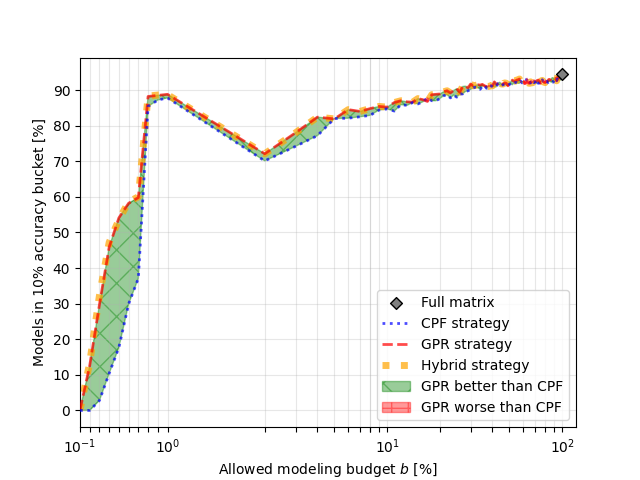 Models in 10% accuracy bucket [%]
90
80
70
60
50
40
30
20
10
0
Full matrix
CPF strategy
GPR strategy
Hybrid strategy
GPR better than CPF
GPR worse than CPF
10⁻¹ 10⁰ 10¹ 10²
Allowed modeling budget b [%]